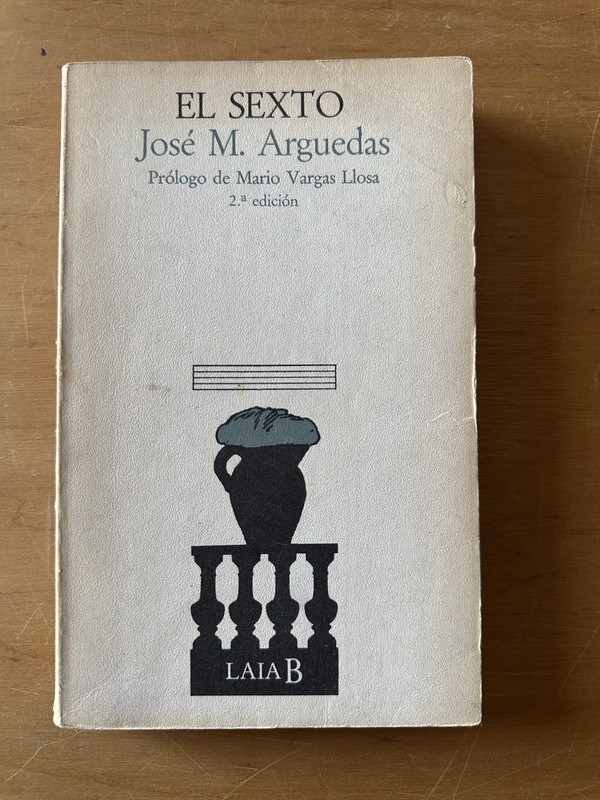 EL SEXTO
José M. Arguedas
Prólogo de Mario Vargas Llosa
2.ª edición
LAIA B